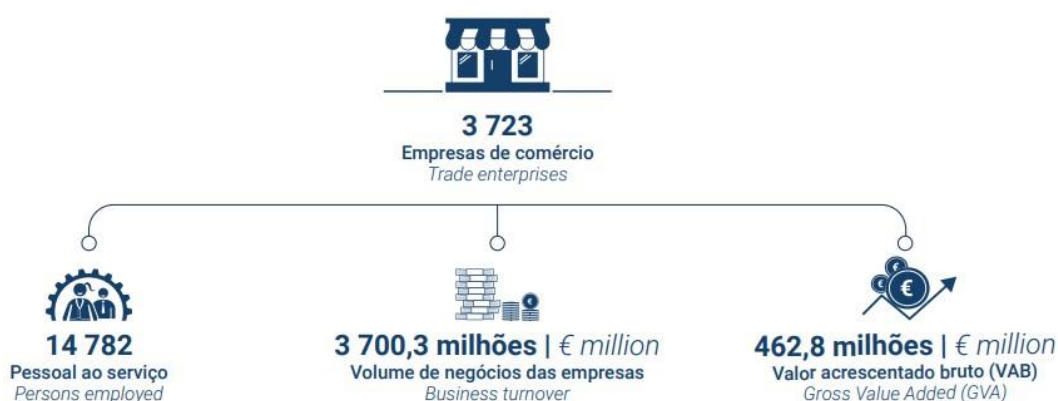 3 723
Empresas de comércio
Trade enterprises
14 782
Pessoal ao serviço
Persons employed
3 700,3 milhões | € million
Volume de negócios das empresas
Business turnover
462,8 milhões | € million
Valor acrescentado bruto (VAB)
Gross Value Added (GVA)